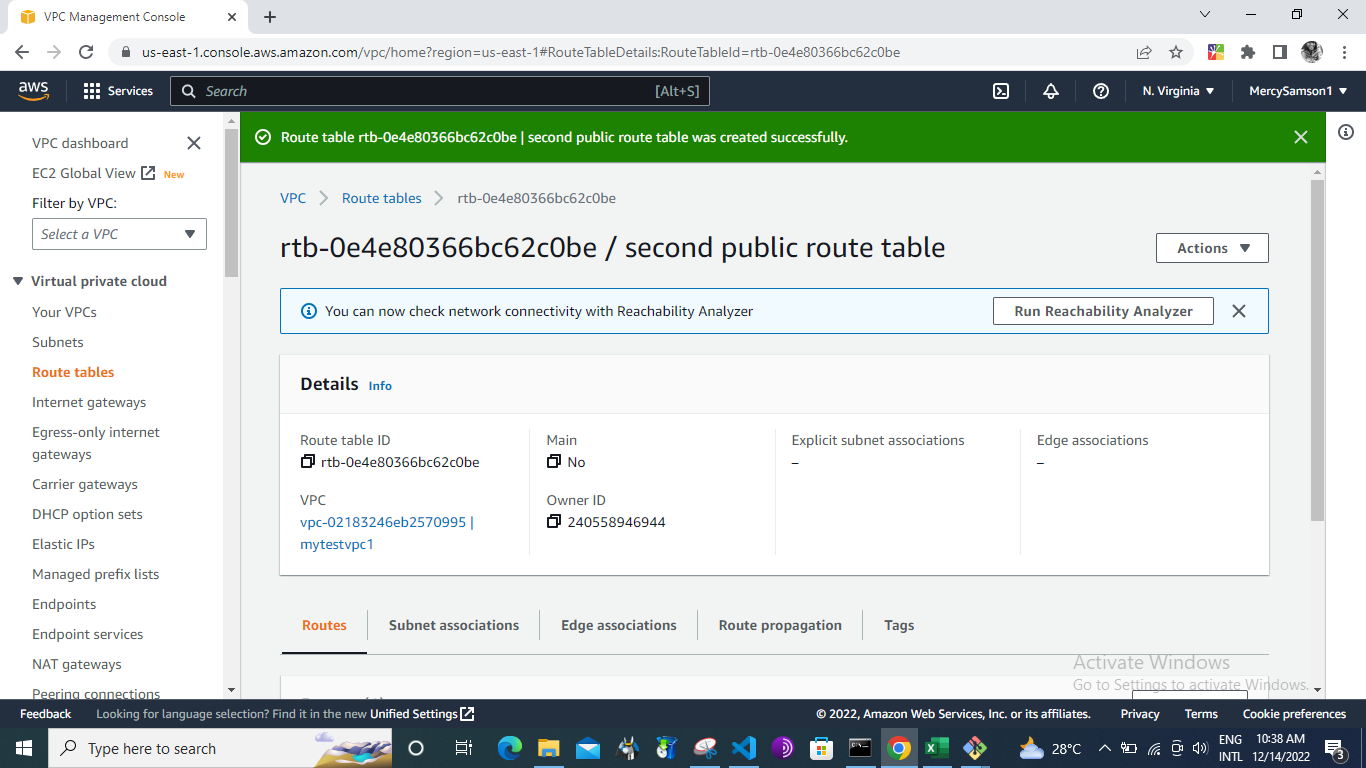 VPC Management Console
us-east-1.console.aws.amazon.com/vpc/home?region=us-east-1#RouteTableDetails:RouteTableId=rtb-0e4e80366bc62c0be
aws
Services
Search
[Alt+S]
N. Virginia
MercySamson1
VPC dashboard
EC2 Global View
New
Filter by VPC:
Select a VPC
Virtual private cloud
Your VPCs
Subnets
Route tables
Internet gateways
Egress-only internet
gateways
Carrier gateways
DHCP option sets
Elastic IPs
Managed prefix lists
Endpoints
Endpoint services
NAT gateways
Peering connections
Route table rtb-0e4e80366bc62c0be | second public route table was created successfully.
VPC
Route tables
rtb-0e4e80366bc62c0be
rtb-0e4e80366bc62c0be / second public route table
Actions
You can now check network connectivity with Reachability Analyzer
Run Reachability Analyzer
Details
Info
Route table ID
rtb-0e4e80366bc62c0be
Main
No
Explicit subnet associations
–
Edge associations
–
VPC
vpc-02183246eb2570995 |
mytestvpc1
Owner ID
240558946944
Routes
Subnet associations
Edge associations
Route propagation
Tags
Activate Windows
Go to Settings to activate Windows.
Feedback
Looking for language selection? Find it in the new Unified Settings
© 2022, Amazon Web Services, Inc. or its affiliates.
Privacy
Terms
Cookie preferences
Type here to search
28°C
ENG
INTL
10:38 AM
12/14/2022
3